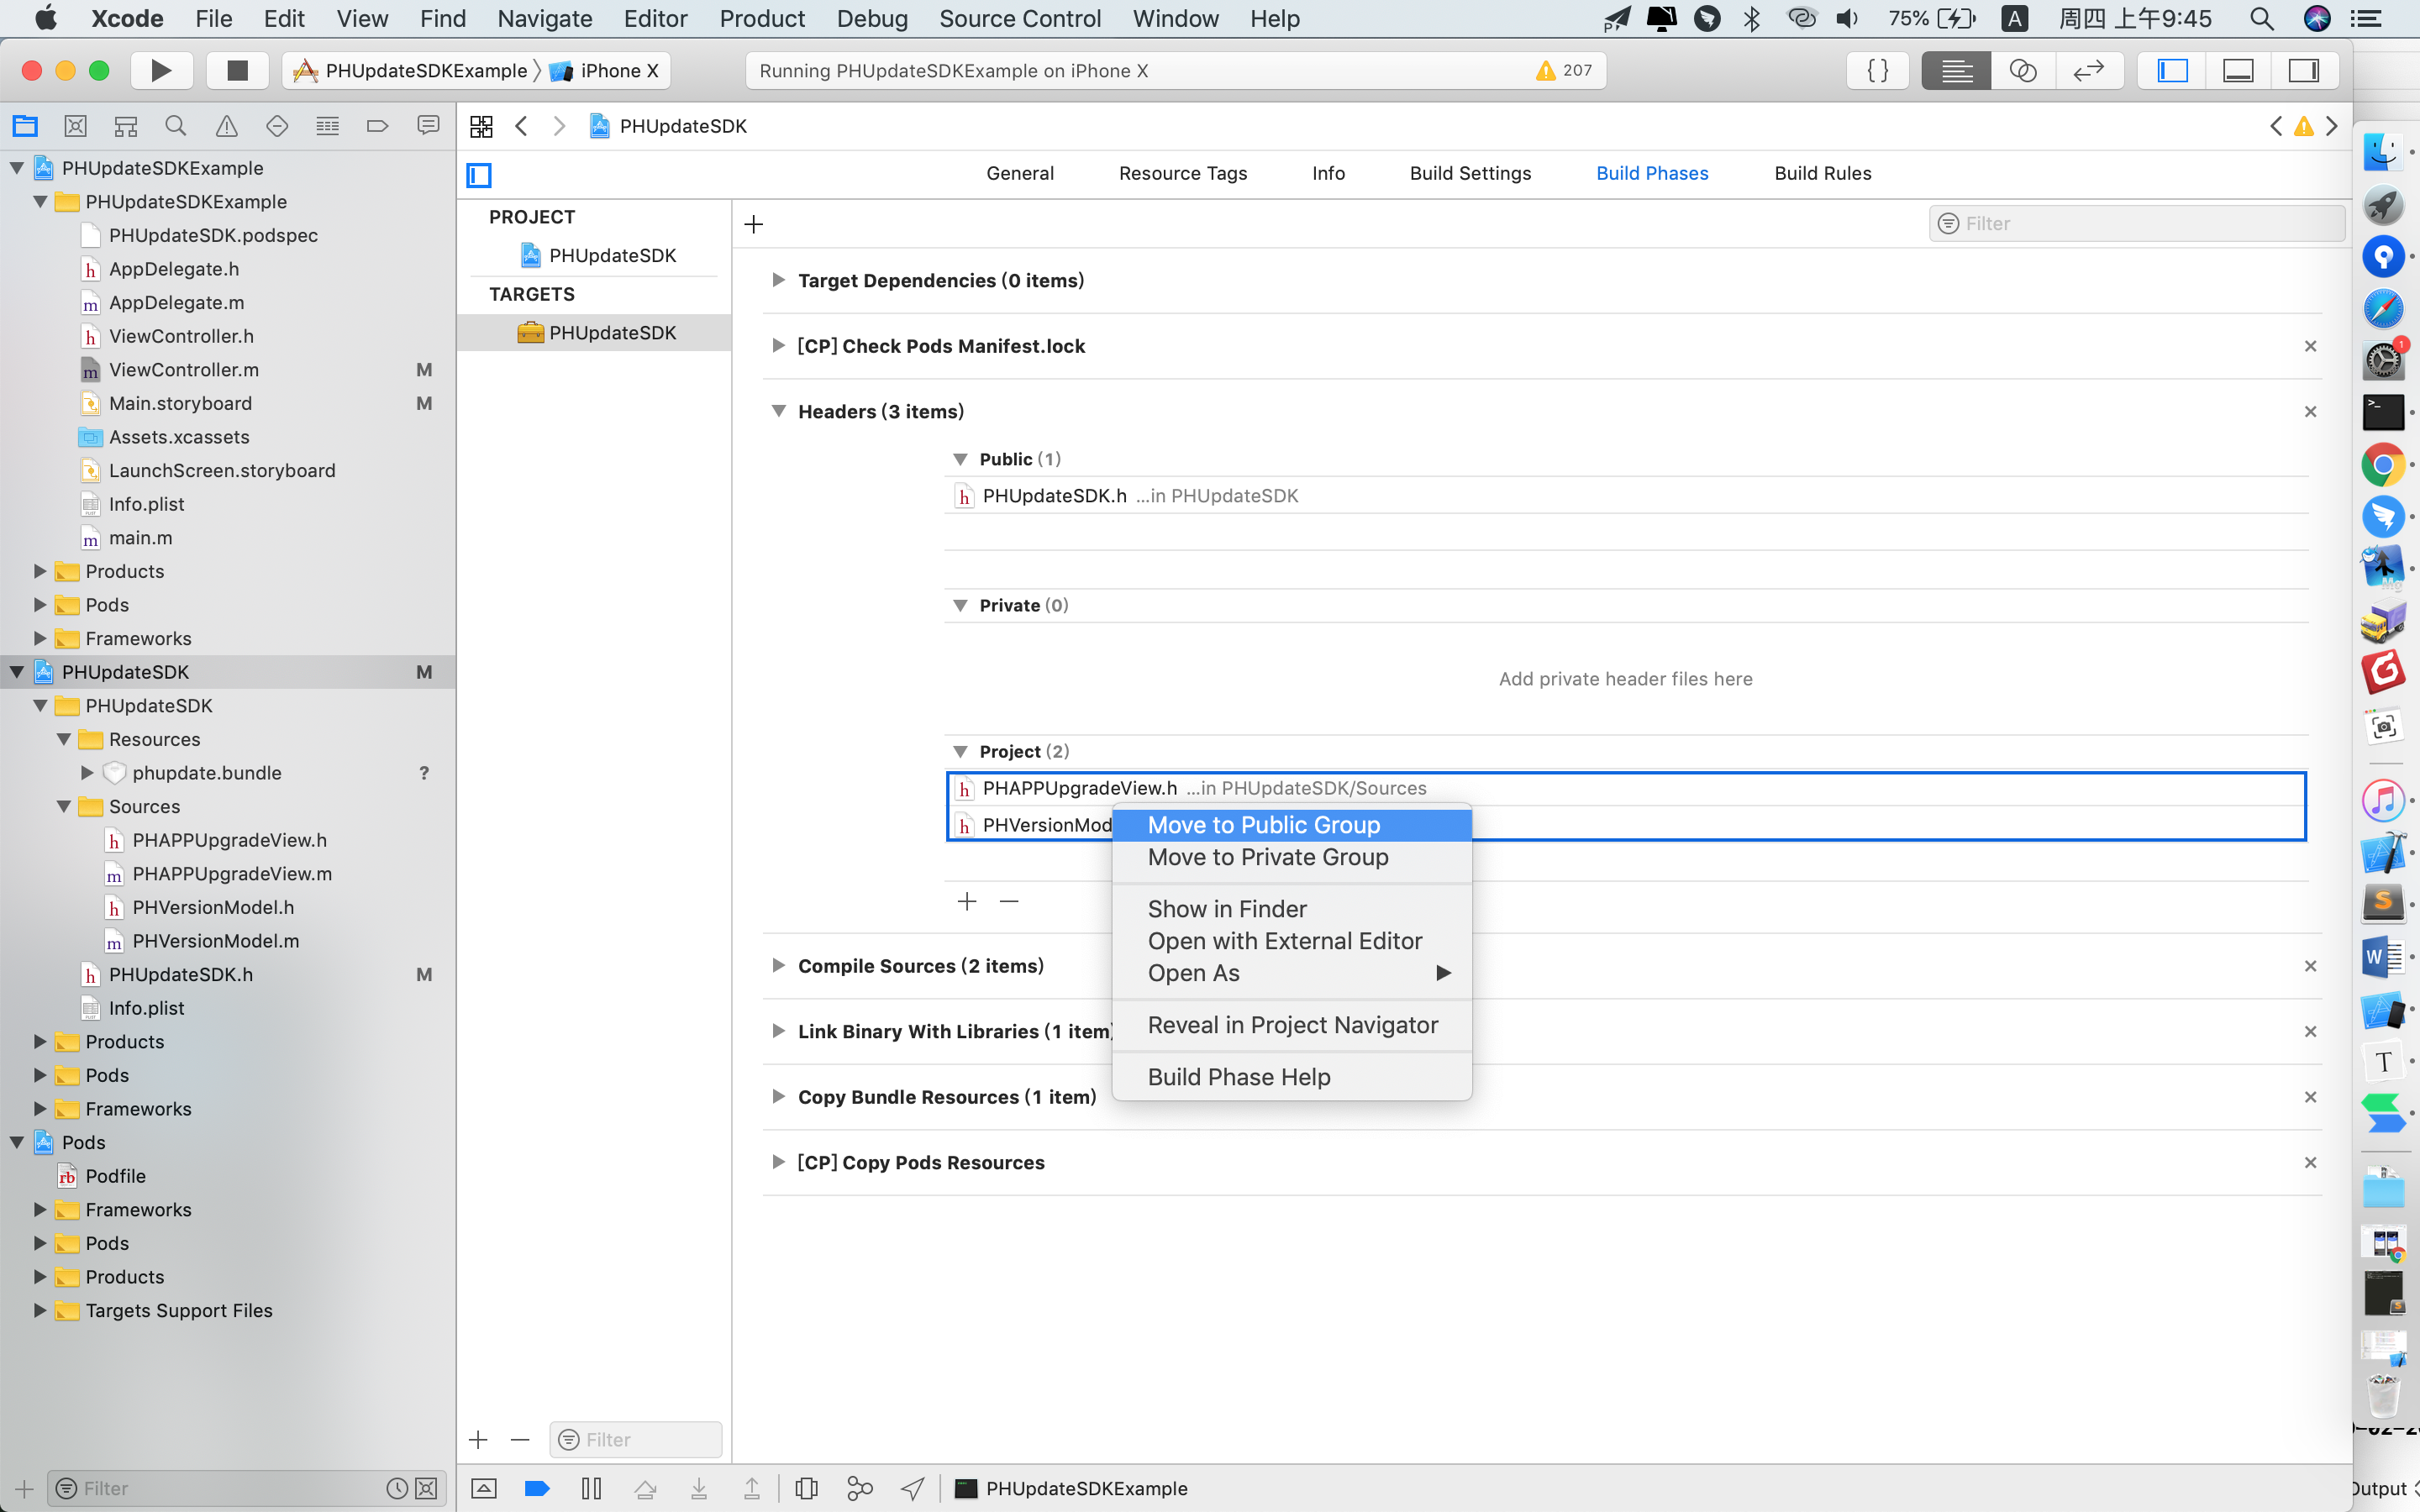 Xcode File Edit View Find Navigate Editor Product Debug Source Control Window Help 75% A 周四 上午9:45
PHUpdateSDKExample iPhone X Running PHUpdateSDKExample on iPhone X 207 { }
PHUpdateSDK
General Resource Tags Info Build Settings Build Phases Build Rules
PHUpdateSDKExample
PHUpdateSDKExample
PHUpdateSDK.podspec
AppDelegate.h
AppDelegate.m
ViewController.h
ViewController.m M
Main.storyboard M
Assets.xcassets
LaunchScreen.storyboard
Info.plist
main.m
Products
Pods
Frameworks
PHUpdateSDK M
PHUpdateSDK
Resources
phupdate.bundle ?
Sources
PHAPPUpgradeView.h
PHAPPUpgradeView.m
PHVersionModel.h
PHVersionModel.m
PHUpdateSDK.h M
Info.plist
Products
Pods
Frameworks
Pods
Podfile
Frameworks
Pods
Products
Targets Support Files
Filter
PROJECT
PHUpdateSDK
TARGETS
PHUpdateSDK
Filter
Filter
Target Dependencies (0 items)
[CP] Check Pods Manifest.lock
Headers (3 items)
Public (1)
PHUpdateSDK.h ...in PHUpdateSDK
Private (0)
Add private header files here
Project (2)
PHAPPUpgradeView.h ...in PHUpdateSDK/Sources
PHVersionMod
Move to Public Group
Move to Private Group
Show in Finder
Open with External Editor
Open As
Reveal in Project Navigator
Build Phase Help
Compile Sources (2 items)
Link Binary With Libraries (1 item)
Copy Bundle Resources (1 item)
[CP] Copy Pods Resources
PHUpdateSDKExample
Output